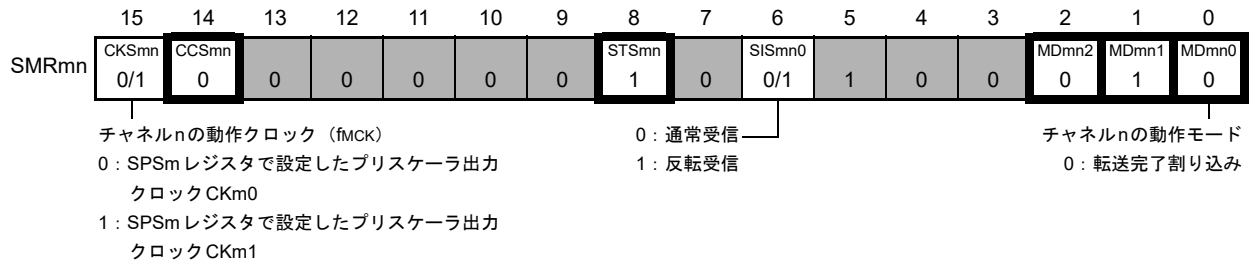 15 14 13 12 11 10 9 8 7 6 5 4 3 2 1 0
SMRmn CKSmn CCSmn STSmn SISmn0 MDmn2 MDmn1 MDmn0
0/1 0 0 0 0 0 0 1 0 0/1 1 0 0 0 1 0
チャネルnの動作クロック（fMCK）
0：SPSmレジスタで設定したプリスケーラ出力
クロックCKm0
1：SPSmレジスタで設定したプリスケーラ出力
クロックCKm1
0：通常受信
1：反転受信
チャネルnの動作モード
0：転送完了割り込み